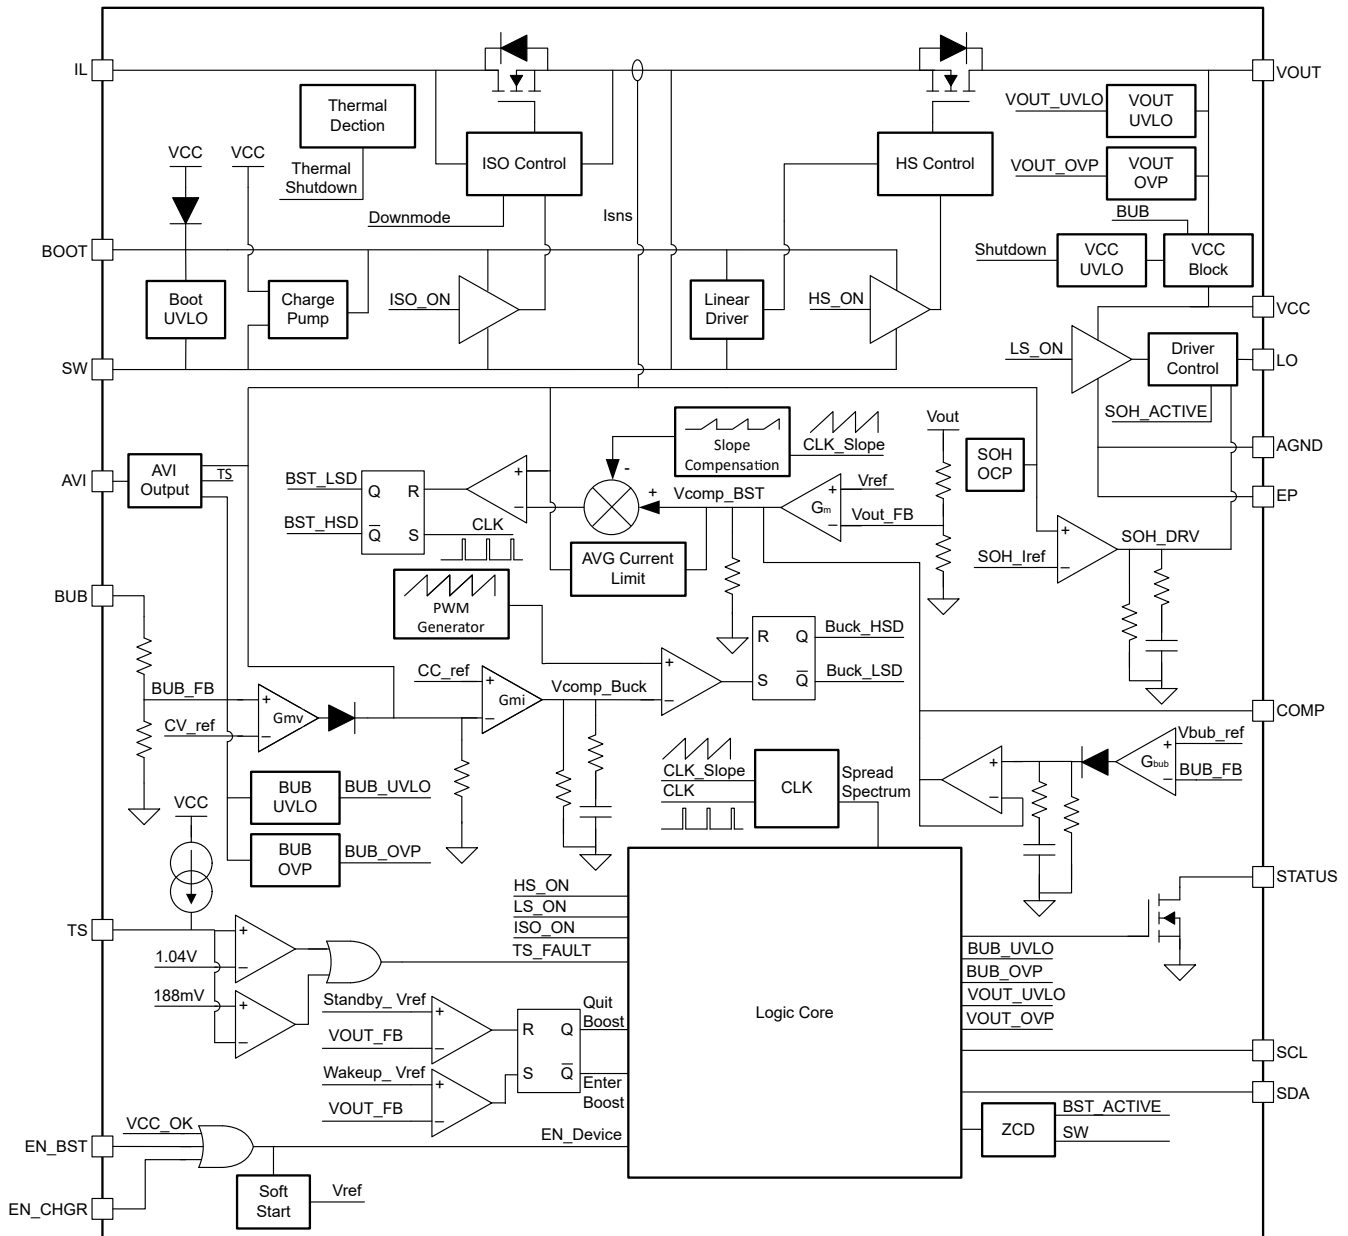 IL
VOUT
Thermal
Dection
Thermal
Shutdown
VCC
VCC
ISO Control
Downmode
Isns
HS Control
VOUT_UVLO
VOUT
UVLO
VOUT_OVP
VOUT
OVP
BUB
Shutdown
VCC
UVLO
VCC
Block
BOOT
Boot
UVLO
Charge
Pump
ISO_ON
Linear
Driver
HS_ON
VCC
LS_ON
Driver
Control
LO
SW
SOH_ACTIVE
AGND
EP
AVI
AVI
Output
TS
BST_LSD
BST_HSD
Q
R
Q
S
CLK
+
−
-
+
Slope
Compensation
CLK_Slope
Vcomp_BST
Gm
+
−
Vref
Vout_FB
Vout
SOH
OCP
AVG Current
Limit
SOH_Iref
+
−
SOH_DRV
PWM
Generator
BUB
BUB_FB
CV_ref
+
−
Gmv
CC_ref
+
−
Gmi
Vcomp_Buck
+
−
R
Q
S
Q
Buck_HSD
Buck_LSD
COMP
Vbub_ref
BUB_FB
+
−
Gbub
+
−
CLK_Slope
CLK
CLK
Spread
Spectrum
BUB
UVLO
BUB_UVLO
BUB
OVP
BUB_OVP
VCC
TS
1.04V
188mV
+
−
+
−
HS_ON
LS_ON
ISO_ON
TS_FAULT
Logic Core
STATUS
BUB_UVLO
BUB_OVP
VOUT_UVLO
VOUT_OVP
Standby_ Vref
VOUT_FB
Wakeup_ Vref
VOUT_FB
+
−
+
−
R
Q
S
Q
Quit
Boost
Enter
Boost
SCL
SDA
ZCD
BST_ACTIVE
SW
VCC_OK
EN_BST
EN_Device
EN_CHGR
Soft
Start
Vref